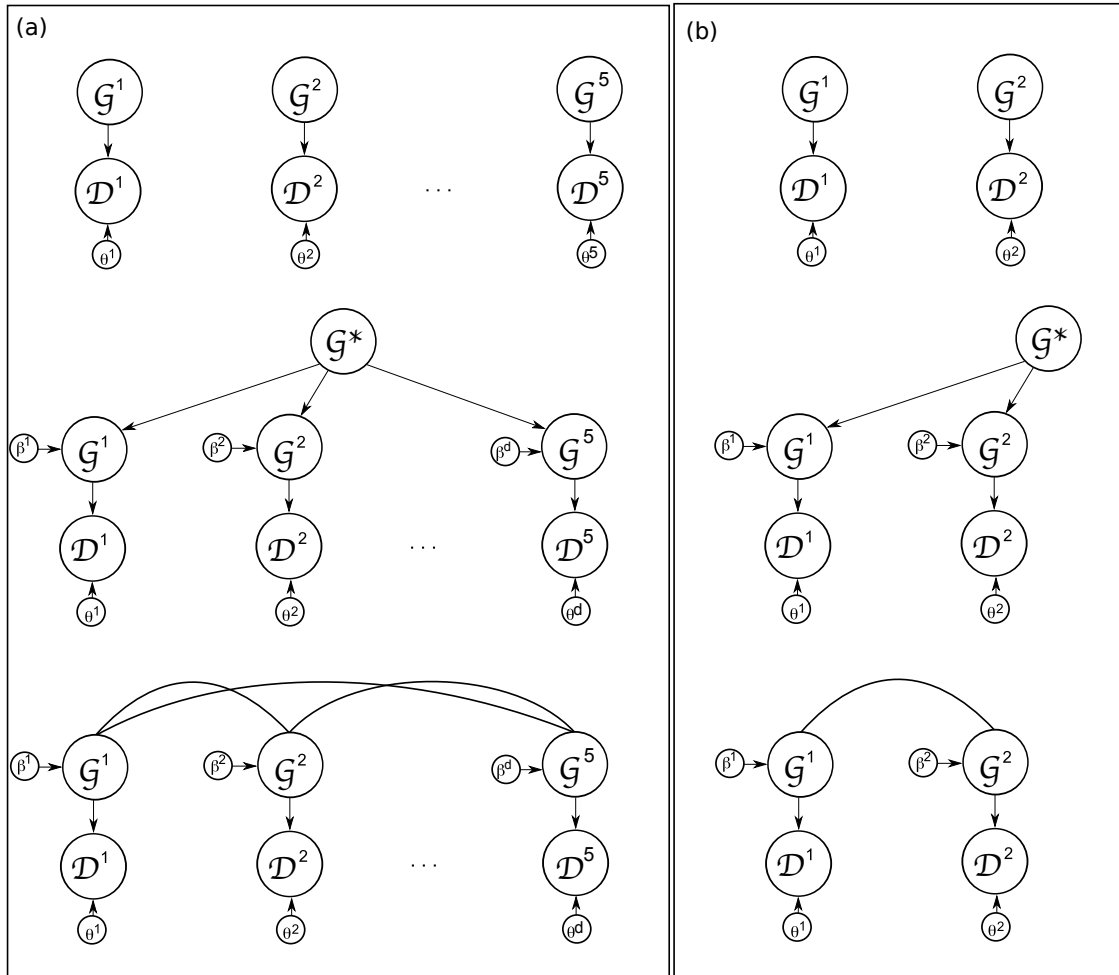 (a)
𝒢¹ 𝒢² 𝒢⁵
𝒟¹ 𝒟² . . . 𝒟⁵
θ¹ θ² θ⁵
𝒢*
β¹ 𝒢¹ β² 𝒢² βᵈ 𝒢⁵
𝒟¹ 𝒟² . . . 𝒟⁵
θ¹ θ² θᵈ
β¹ 𝒢¹ β² 𝒢² βᵈ 𝒢⁵
𝒟¹ 𝒟² . . . 𝒟⁵
θ¹ θ² θᵈ
(b)
𝒢¹ 𝒢²
𝒟¹ 𝒟²
θ¹ θ²
𝒢*
β¹ 𝒢¹ β² 𝒢²
𝒟¹ 𝒟²
θ¹ θ²
β¹ 𝒢¹ β² 𝒢²
𝒟¹ 𝒟²
θ¹ θ²